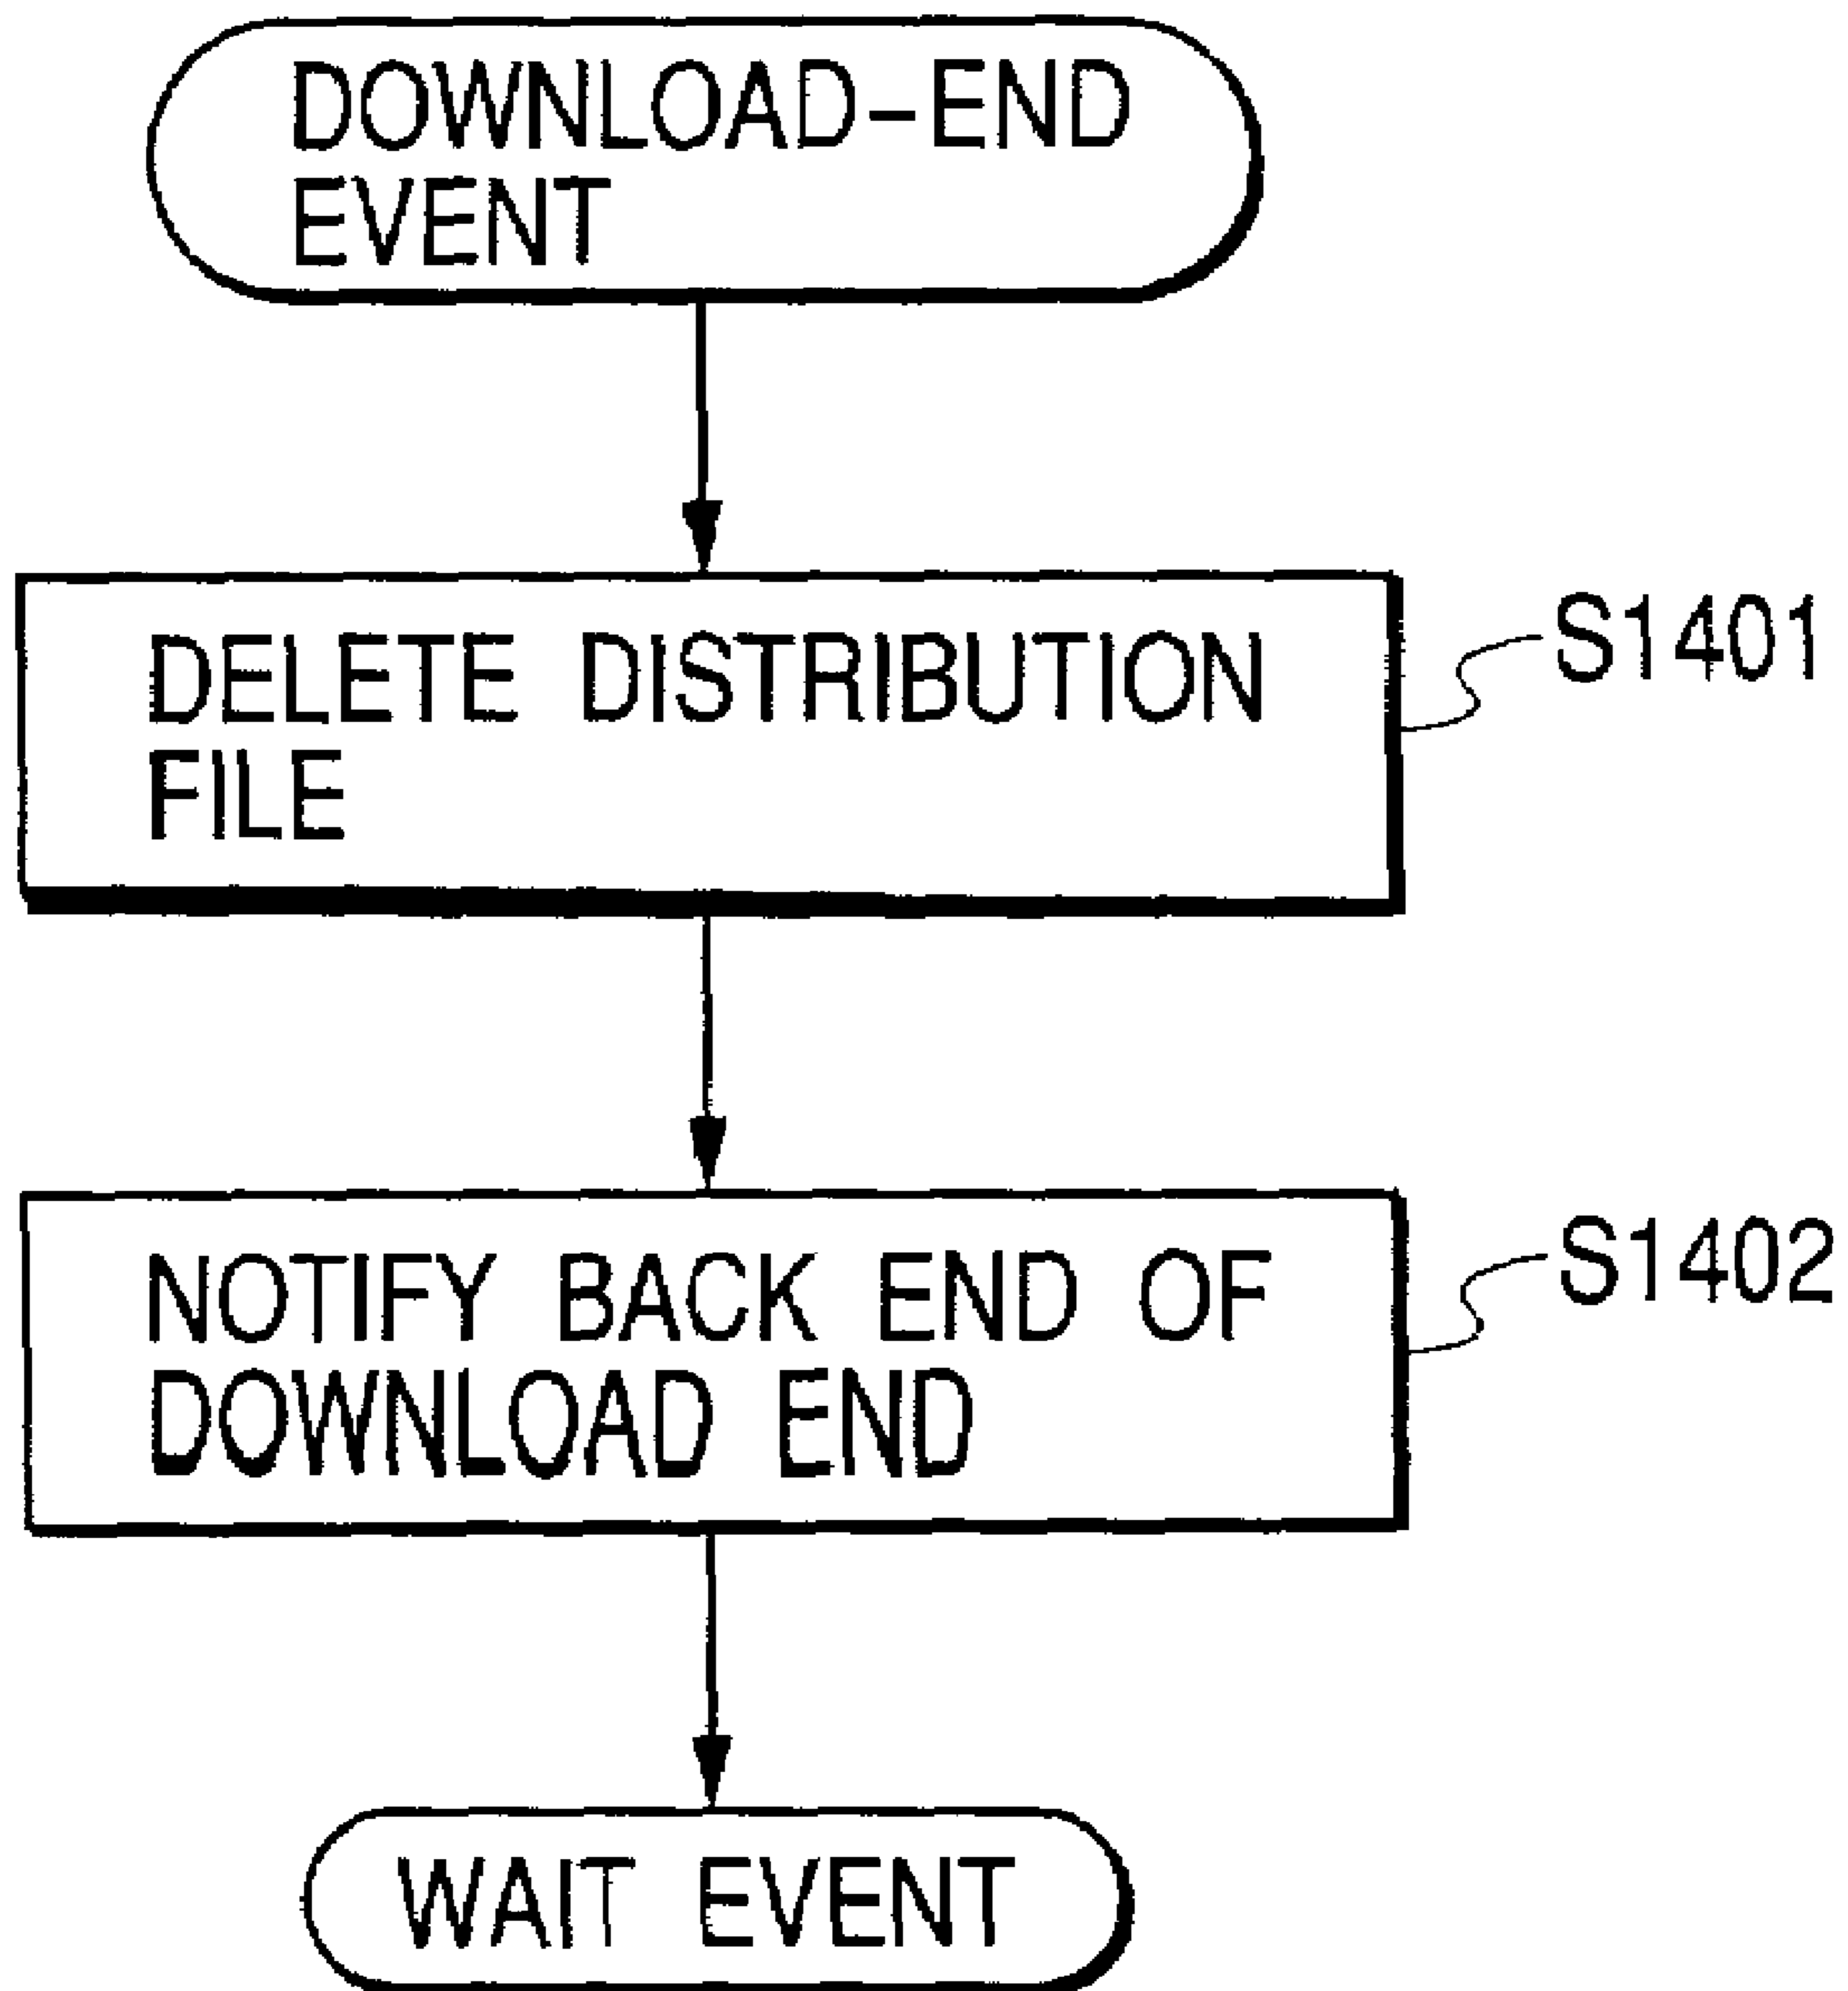 DOWNLOAD-END
EVENT
DELETE DISTRIBUTION
FILE
S1401
NOTIFY BACK END OF
DOWNLOAD END
S1402
WAIT EVENT